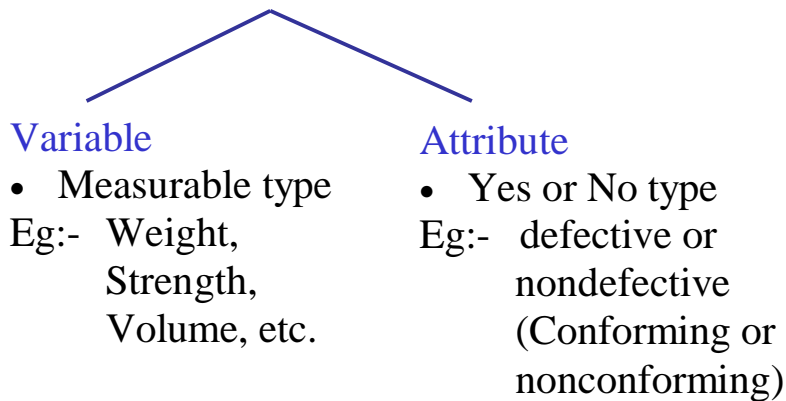 Variable
• Measurable type
Eg:- Weight,
Strength,
Volume, etc.
Attribute
• Yes or No type
Eg:- defective or
nondefective
(Conforming or
nonconforming)